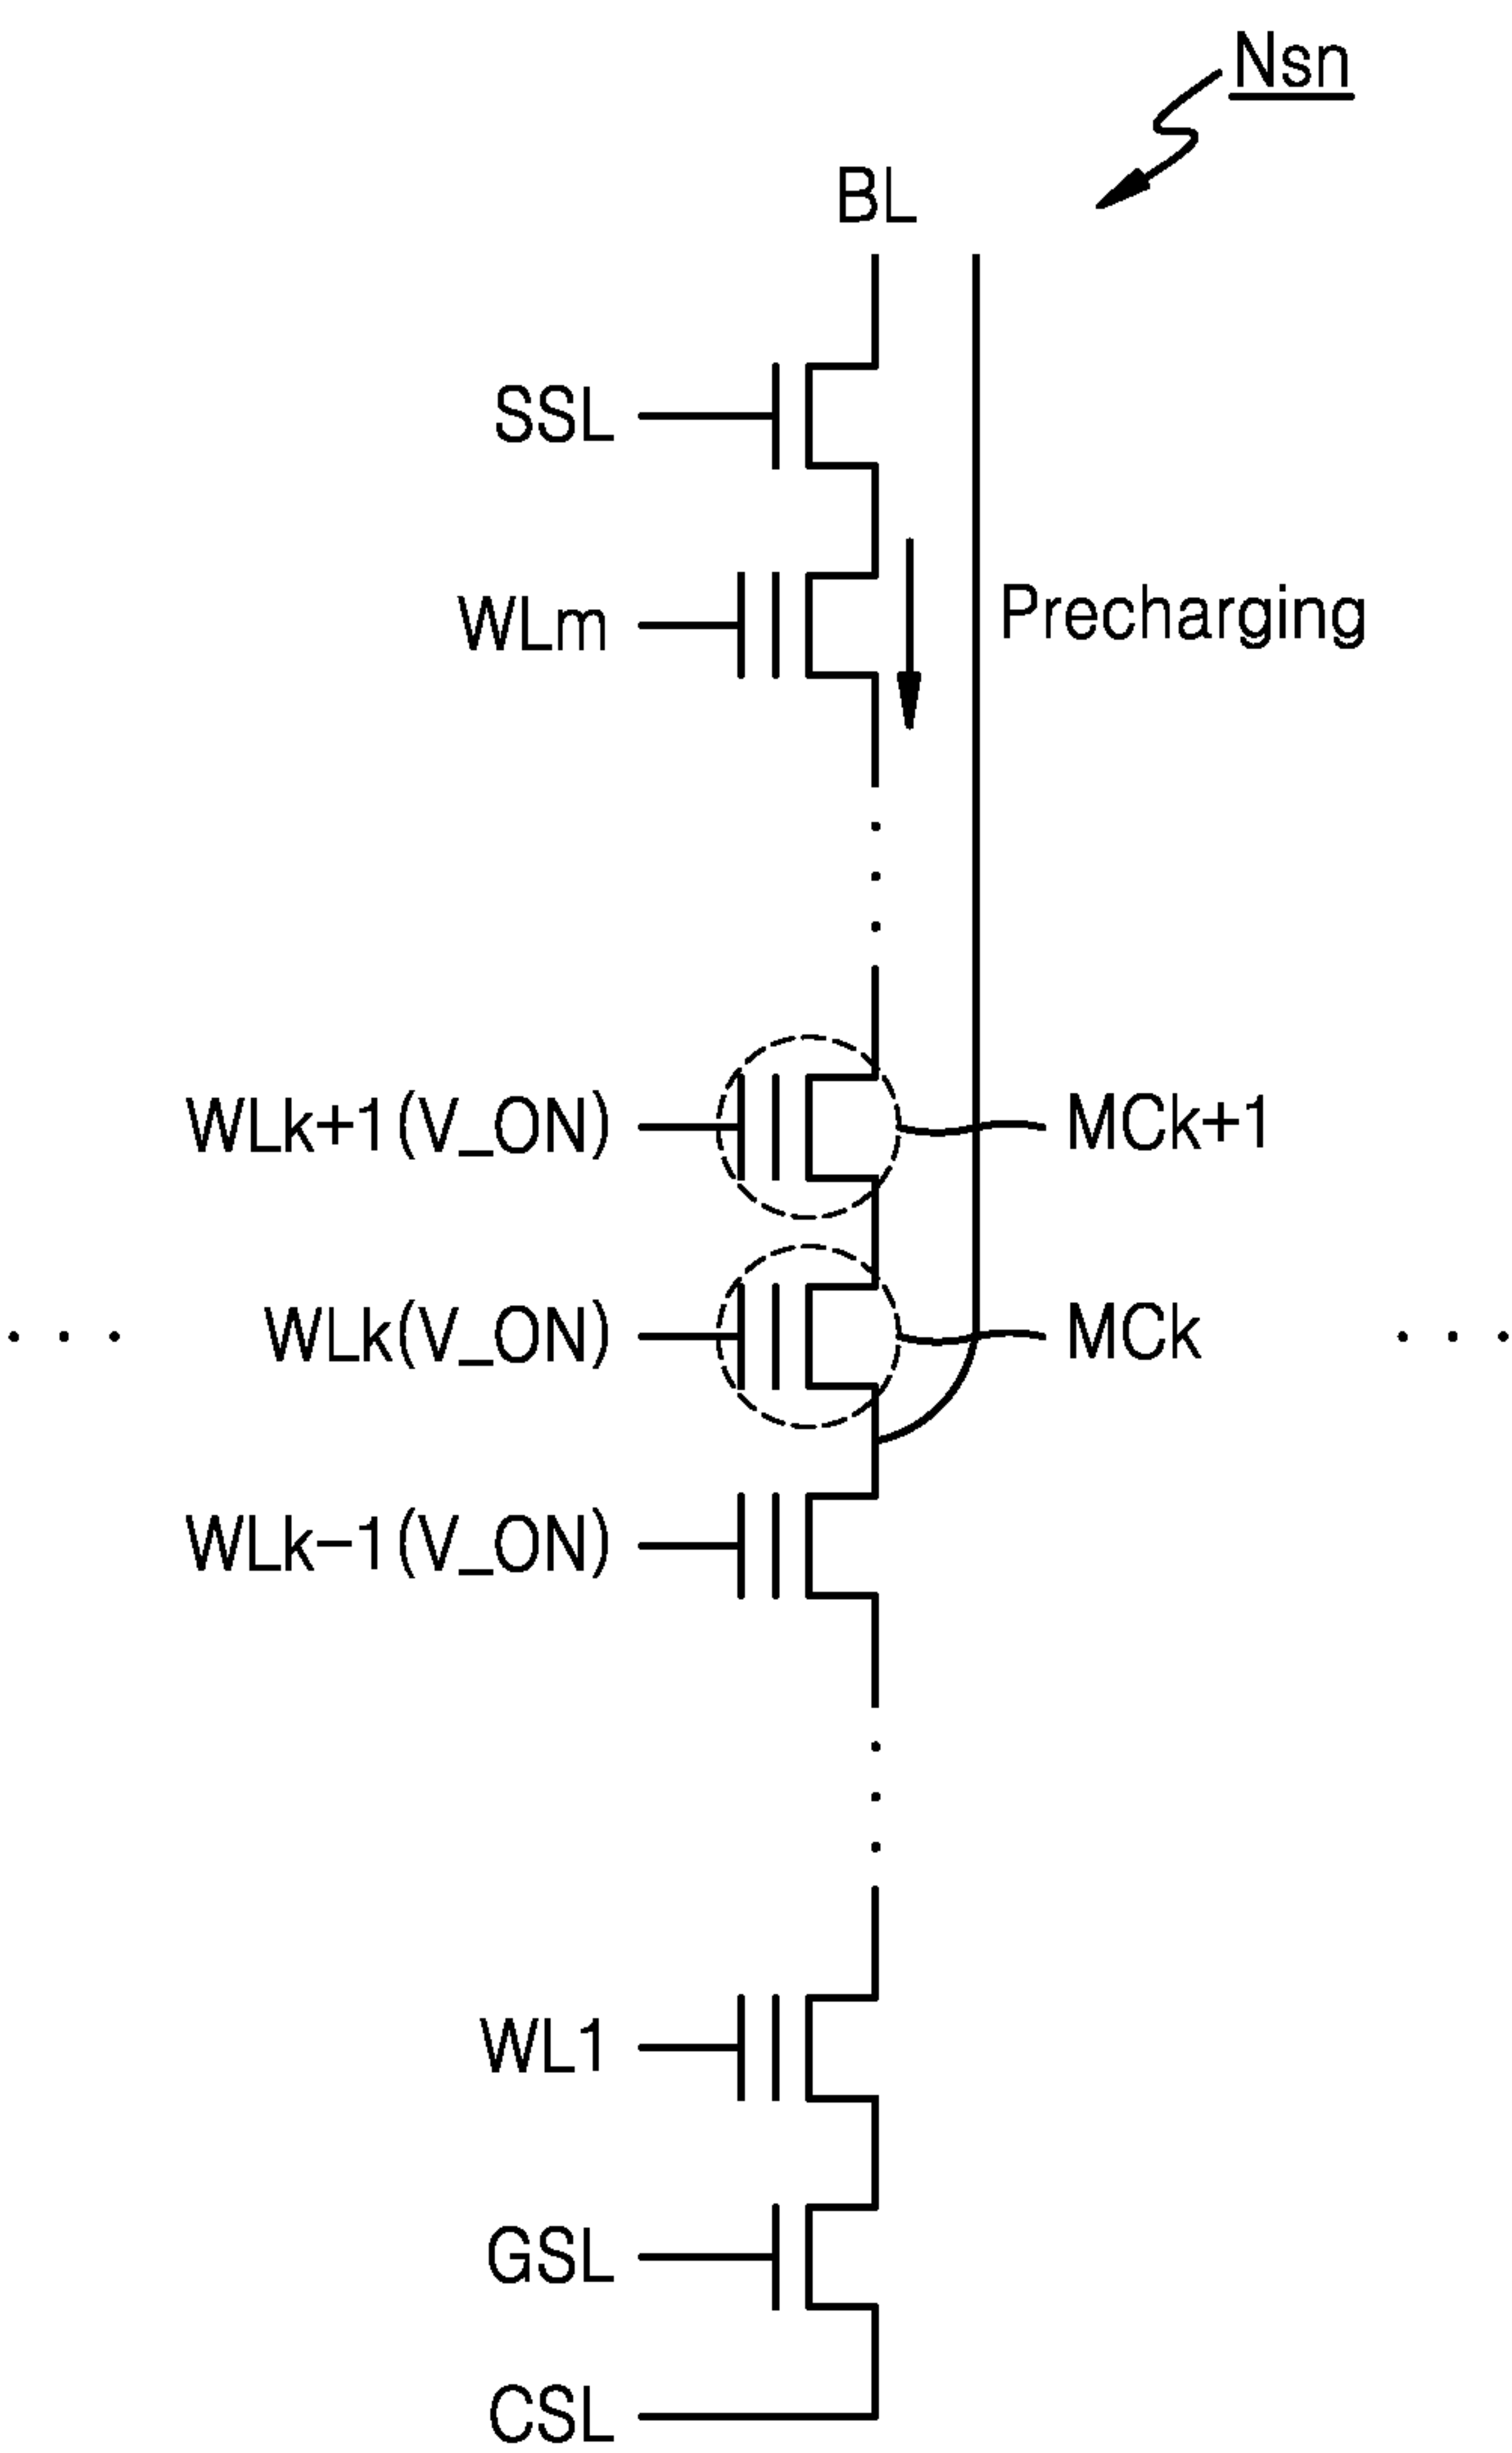 Nsn
BL
SSL
WLm
Precharging
WLk+1(V_ON)
MCk+1
WLk(V_ON)
MCk
WLk-1(V_ON)
WL1
GSL
CSL